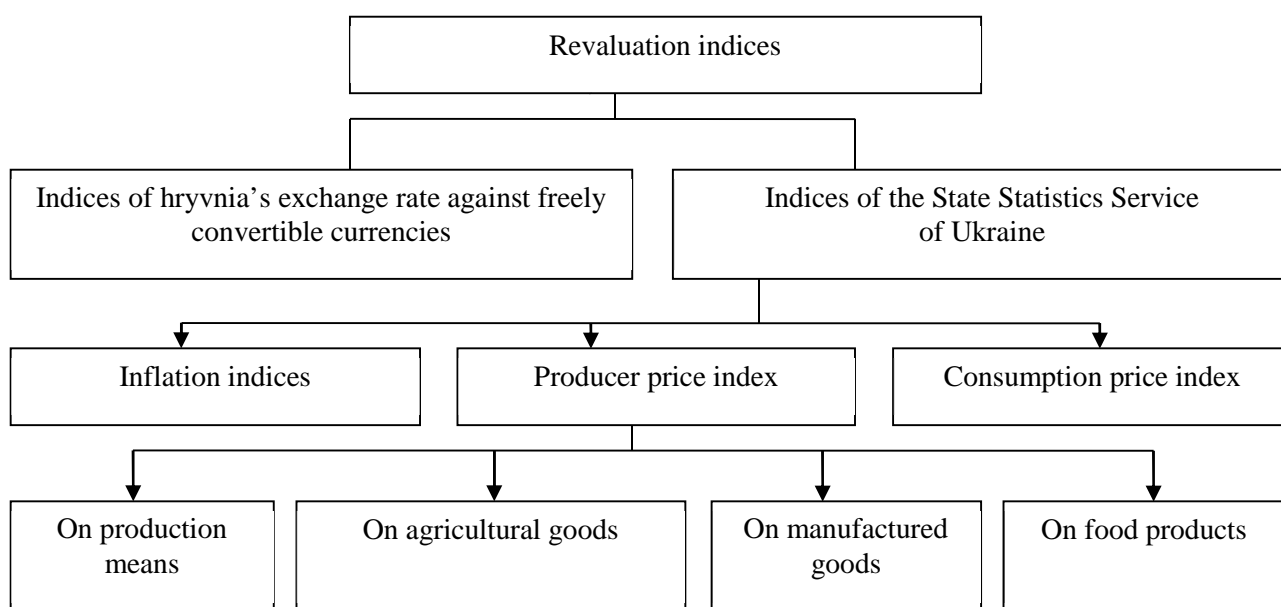 Revaluation indices
Indices of hryvnia’s exchange rate against freely
convertible currencies
Indices of the State Statistics Service
of Ukraine
Inflation indices
Producer price index
Consumption price index
On production
means
On agricultural goods
On manufactured
goods
On food products